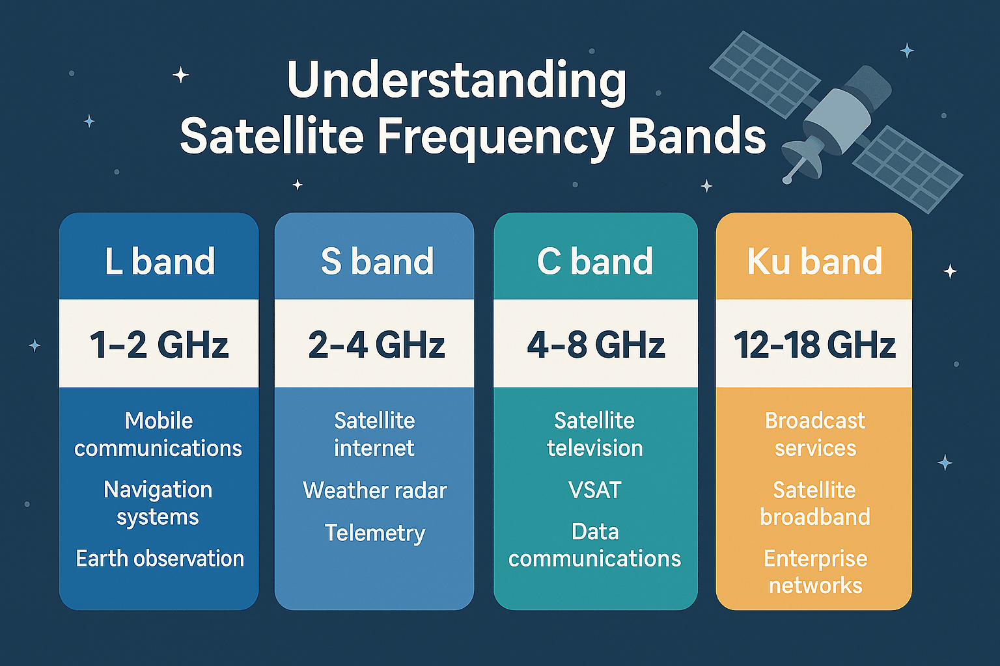 Understanding
Satellite Frequency Bands
L band
1–2 GHz
Mobile
communications
Navigation
systems
Earth observation
S band
2–4 GHz
Satellite
internet
Weather radar
Telemetry
C band
4–8 GHz
Satellite
television
VSAT
Data
communications
Ku band
12-18 GHz
Broadcast
services
Satellite
broadband
Enterprise
networks